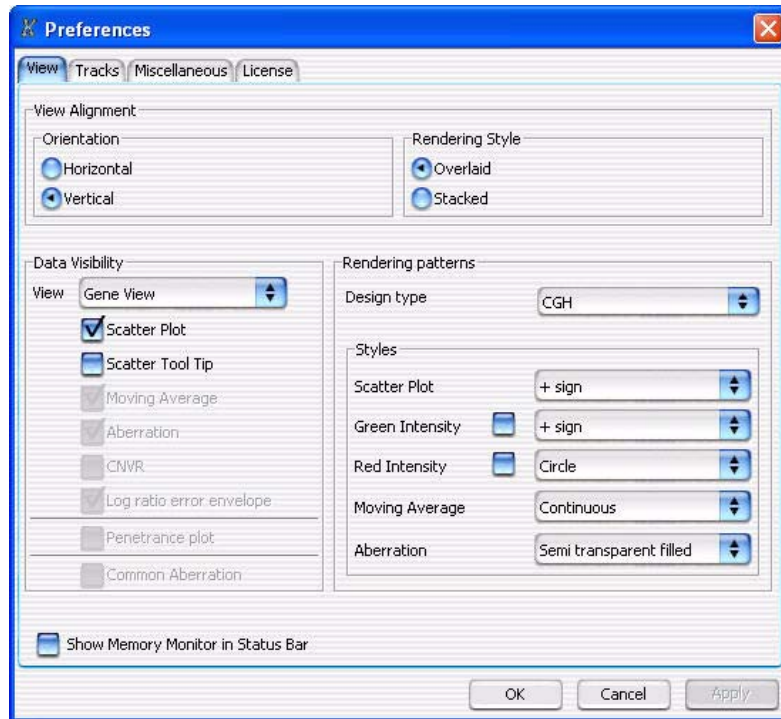 Preferences
View Tracks Miscellaneous License
View Alignment
Orientation
Horizontal
Vertical
Rendering Style
Overlaid
Stacked
Data Visibility
View Gene View
Scatter Plot
Scatter Tool Tip
Moving Average
Aberration
CNVR
Log ratio error envelope
Penetrance plot
Common Aberration
Rendering patterns
Design type CGH
Styles
Scatter Plot + sign
Green Intensity + sign
Red Intensity Circle
Moving Average Continuous
Aberration Semi transparent filled
Show Memory Monitor in Status Bar
OK Cancel Apply